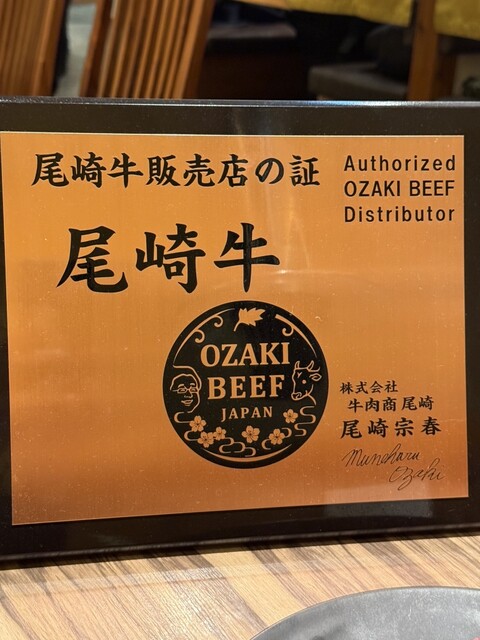 尾崎牛販売店の証
Authorized
OZAKI BEEF
Distributor
尾崎牛
OZAKI
BEEF
JAPAN
株式会社
牛肉商 尾崎
尾崎宗春
Muneharu
Ozaki